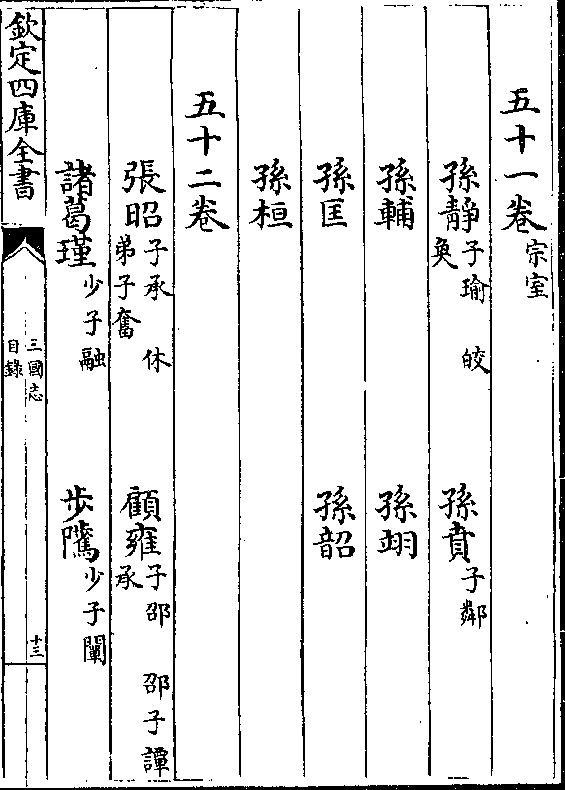 五十一卷 宗室
孫靜 子瑜 皎 奐 孫賁 子鄰
孫輔 孫翊
孫匡 孫韶
孫桓
五十二卷
張昭 子承 休 弟子奮 顧雍 子邵 邵子譚 承
諸葛瑾 少子融 步騭 少子闡
欽定四庫全書 三國志 目錄 十三